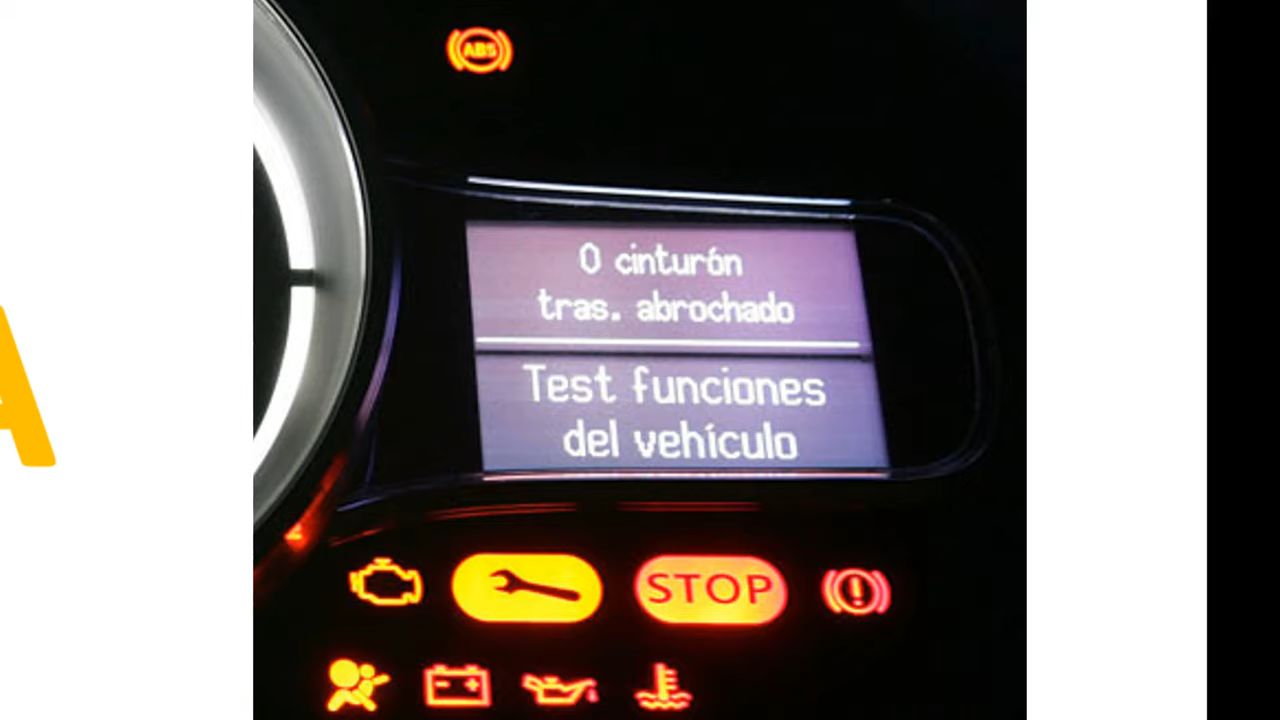 ABS
0 cinturón
tras. abrochado
Test funciones
del vehículo
STOP
A